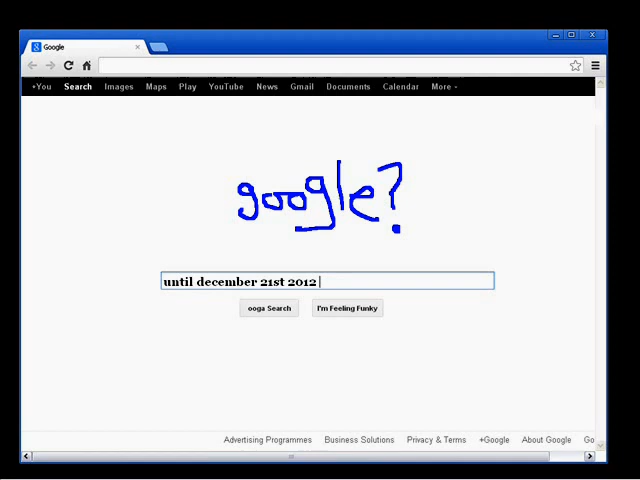 Google
+You Search Images Maps Play YouTube News Gmail Documents Calendar More
google?
until december 21st 2012
ooga Search I'm Feeling Funky
Advertising Programmes Business Solutions Privacy & Terms +Google About Google Go